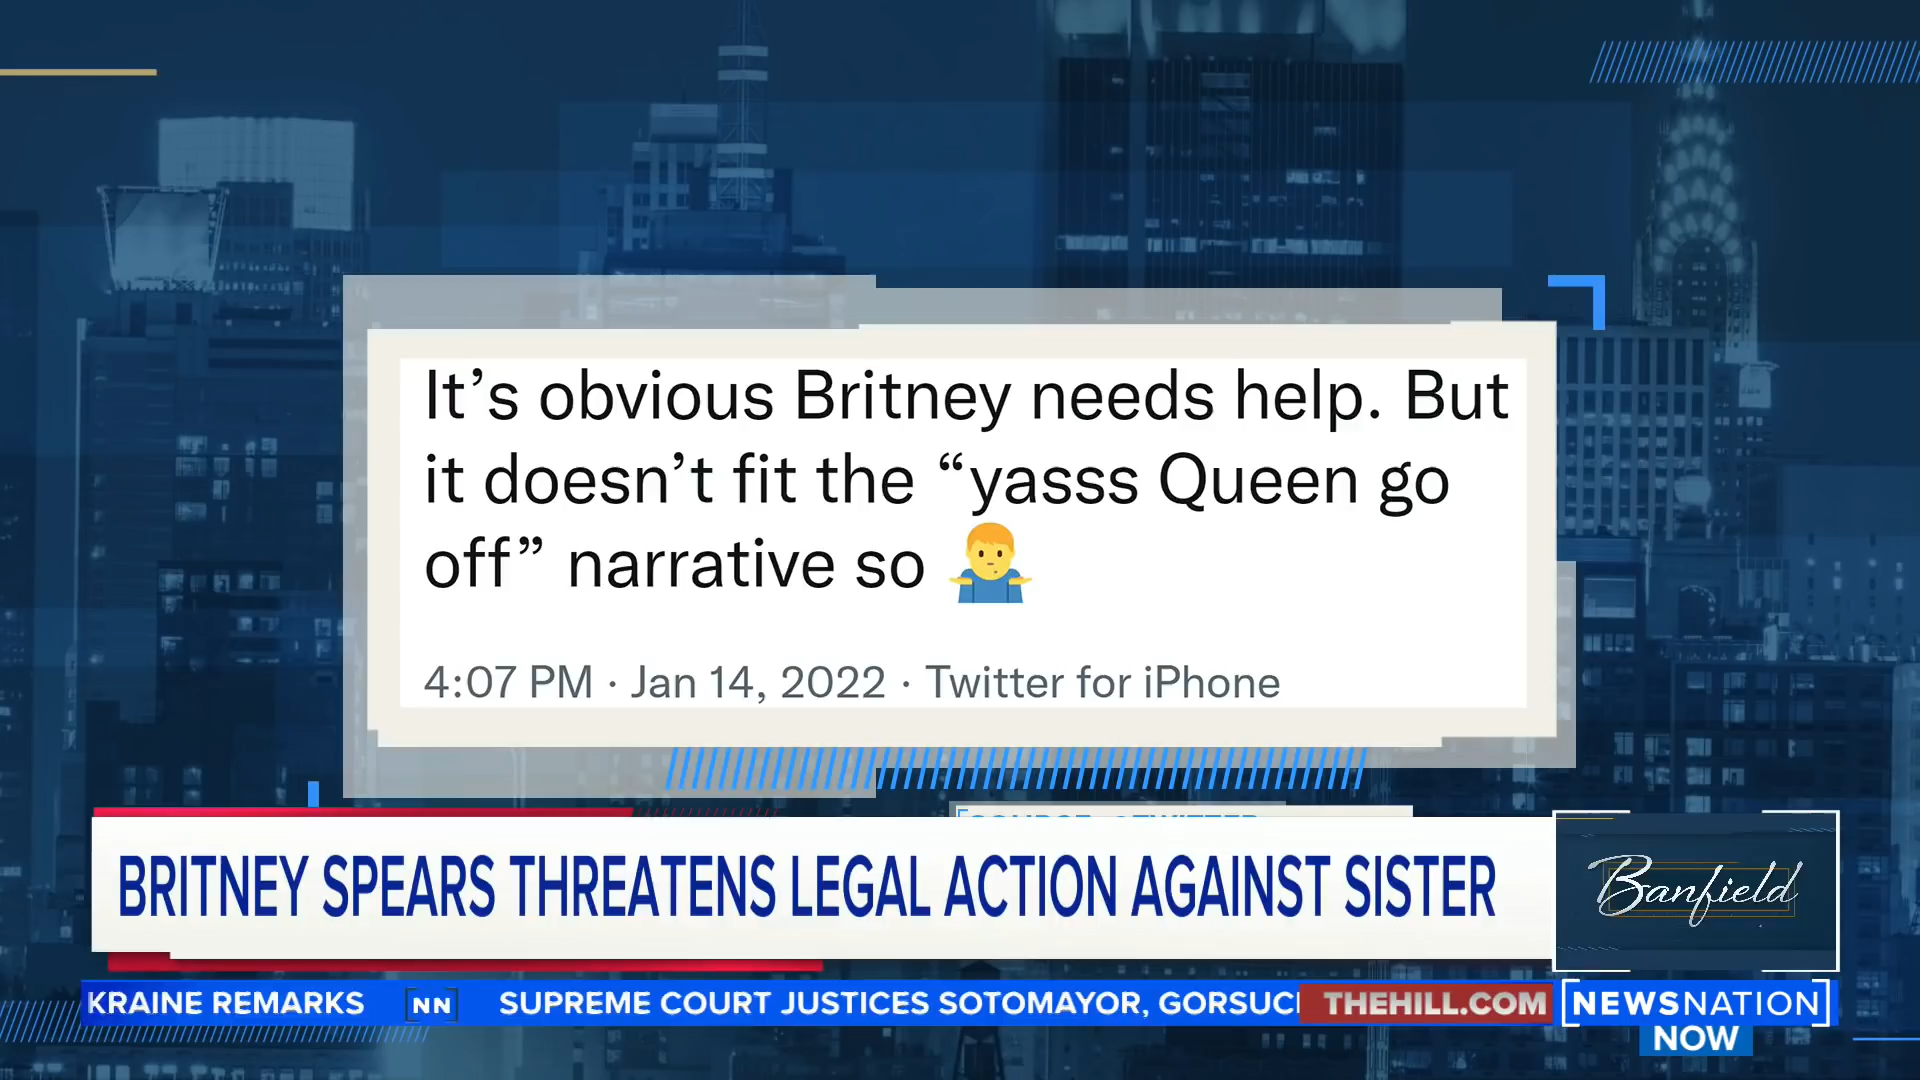 It’s obvious Britney needs help. But
it doesn’t fit the “yasss Queen go
off” narrative so 🤷‍♂️
4:07 PM · Jan 14, 2022 · Twitter for iPhone
BRITNEY SPEARS THREATENS LEGAL ACTION AGAINST SISTER
Banfield
KRAINE REMARKS [NN] SUPREME COURT JUSTICES SOTOMAYOR, GORSUC
THEHILL.COM
[NEWSNATION]
NOW